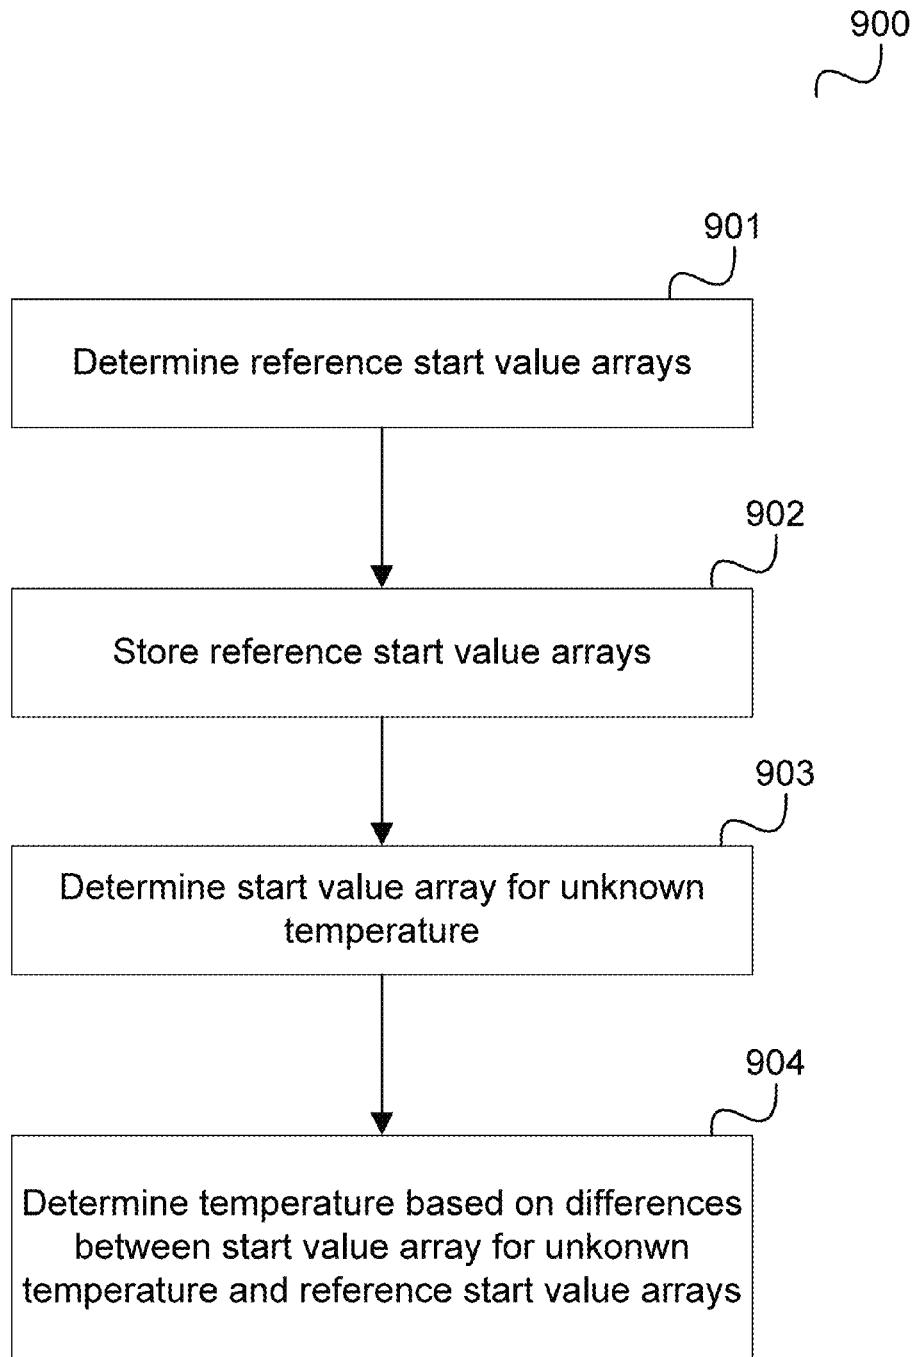 900
901
Determine reference start value arrays
902
Store reference start value arrays
903
Determine start value array for unknown
temperature
904
Determine temperature based on differences
between start value array for unkonwn
temperature and reference start value arrays